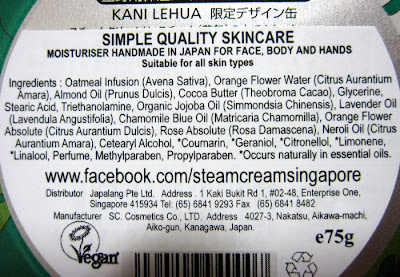 KANI LEHUA 限定デザイン缶
SIMPLE QUALITY SKINCARE
MOISTURISER HANDMADE IN JAPAN FOR FACE, BODY AND HANDS
Suitable for all skin types
Ingredients : Oatmeal Infusion (Avena Sativa), Orange Flower Water (Citrus Aurantium
Amara), Almond Oil (Prunus Dulcis), Cocoa Butter (Theobroma Cacao), Glycerine,
Stearic Acid, Triethanolamine, Organic Jojoba Oil (Simmondsia Chinensis), Lavender Oil
(Lavendula Angustifolia), Chamomile Blue Oil (Matricaria Chamomilla), Orange Flower
Absolute (Citrus Aurantium Dulcis), Rose Absolute (Rosa Damascena), Neroli Oil (Citrus
Aurantium Amara), Cetearyl Alcohol, *Coumarin, *Geraniol, *Citronellol, *Limonene,
*Linalool, Perfume, Methylparaben, Propylparaben. *Occurs naturally in essential oils.
www.facebook.com/steamcreamsingapore
Distributor Japalang Pte Ltd. Address . 1 Kaki Bukit Rd 1, #02-48, Enterprise One,
Singapore 415934 Tel: (65) 6841 9293 Fax (65) 6841 8482
Manufacturer SC. Cosmetics Co., LTD. Address 4027-3, Nakatsu, Aikawa-machi,
Aiko-gun, Kanagawa, Japan.
Vegan
e75g